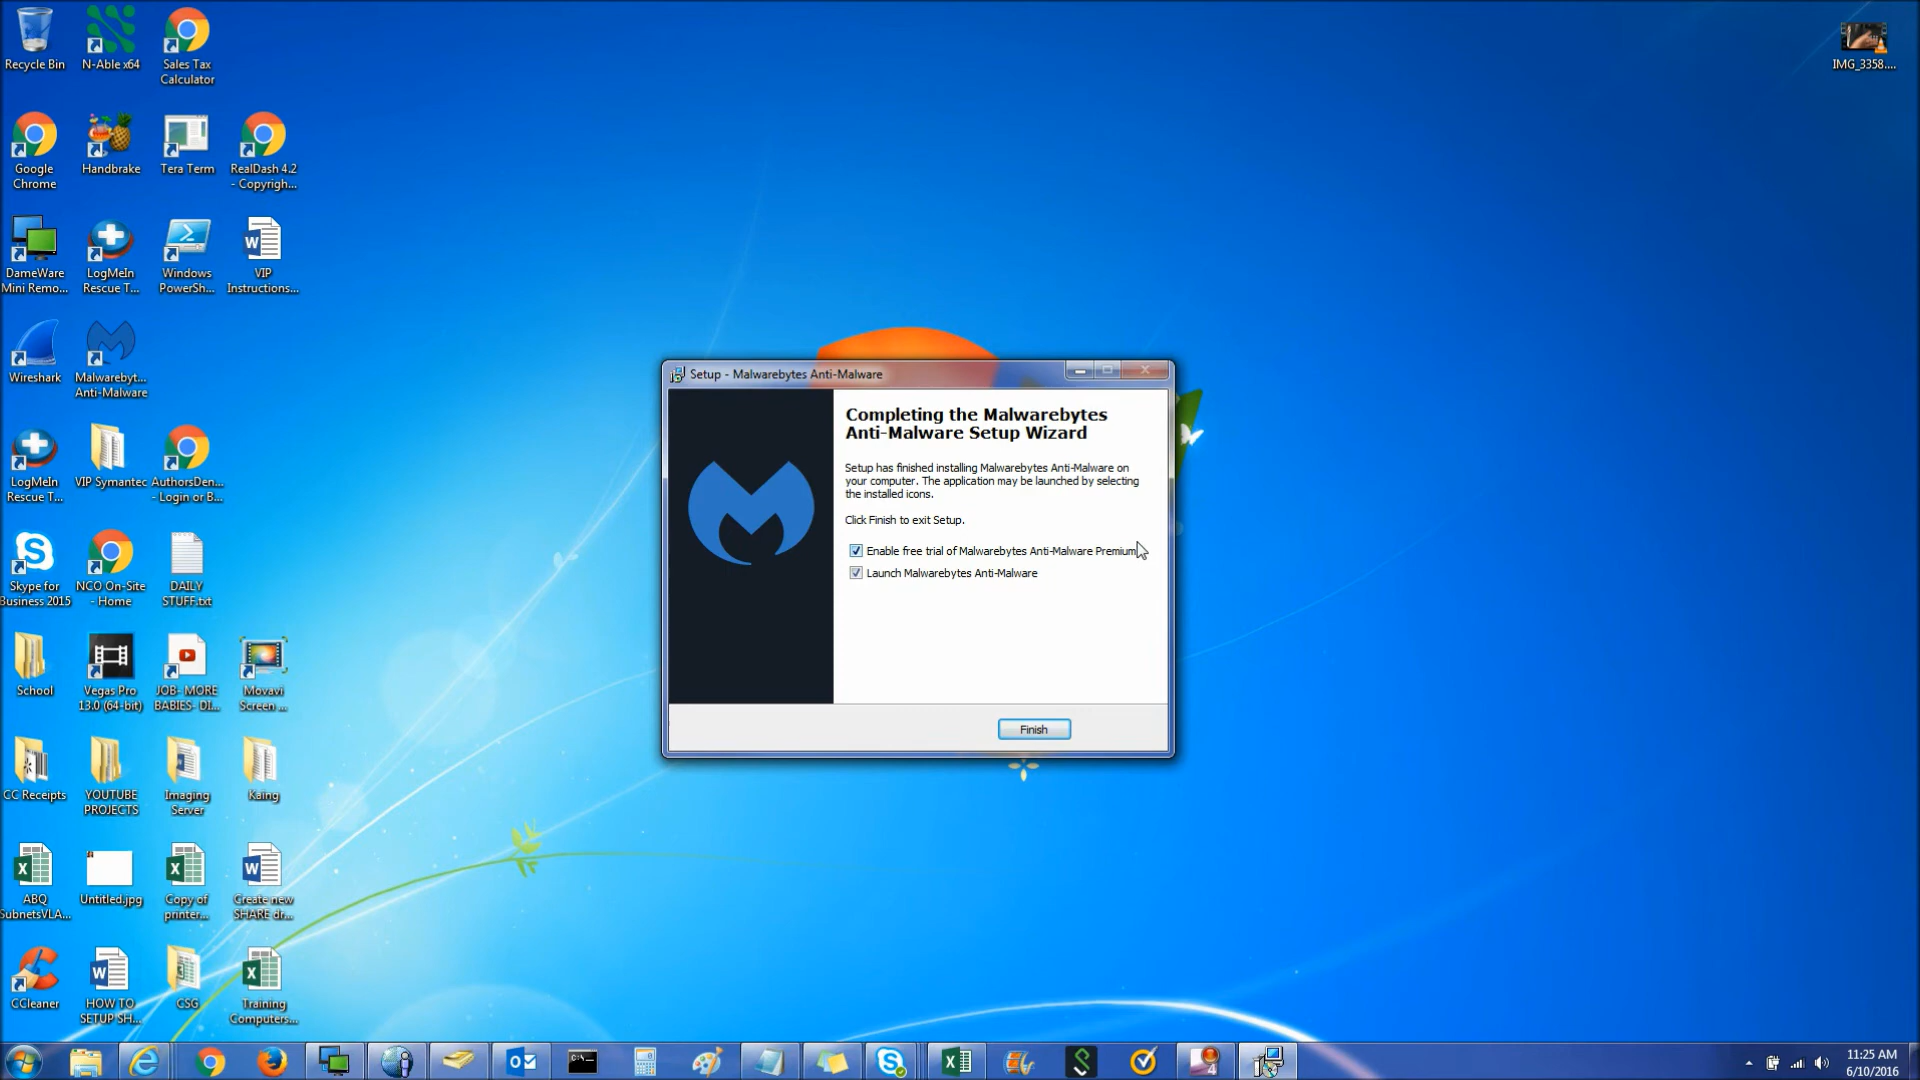 Recycle Bin
N-Able x64
Sales Tax
Calculator
IMG_3358....
Google
Chrome
Handbrake
Tera Term
RealDash 4.2
- Copyrigh...
DameWare
Mini Remo...
LogMeIn
Rescue T...
Windows
PowerSh...
VIP
Instructions...
Wireshark
Malwarebyt...
Anti-Malware
LogMeIn
Rescue T...
VIP Symantec
AuthorsDen...
- Login or B...
Skype for
Business 2015
NCO On-Site
- Home
DAILY
STUFF.txt
School
Vegas Pro
13.0 (64-bit)
JOB- MORE
BABIES- DI...
Movavi
Screen ...
CC Receipts
YOUTUBE
PROJECTS
Imaging
Server
Kaing
ABQ
SubnetsVLA...
Untitled.jpg
Copy of
printer...
Create new
SHARE dr...
CCleaner
HOW TO
SETUP SH...
CSG
Training
Computers...
Setup - Malwarebytes Anti-Malware
Completing the Malwarebytes
Anti-Malware Setup Wizard
Setup has finished installing Malwarebytes Anti-Malware on
your computer. The application may be launched by selecting
the installed icons.
Click Finish to exit Setup.
Enable free trial of Malwarebytes Anti-Malware Premium
Launch Malwarebytes Anti-Malware
Finish
11:25 AM
6/10/2016